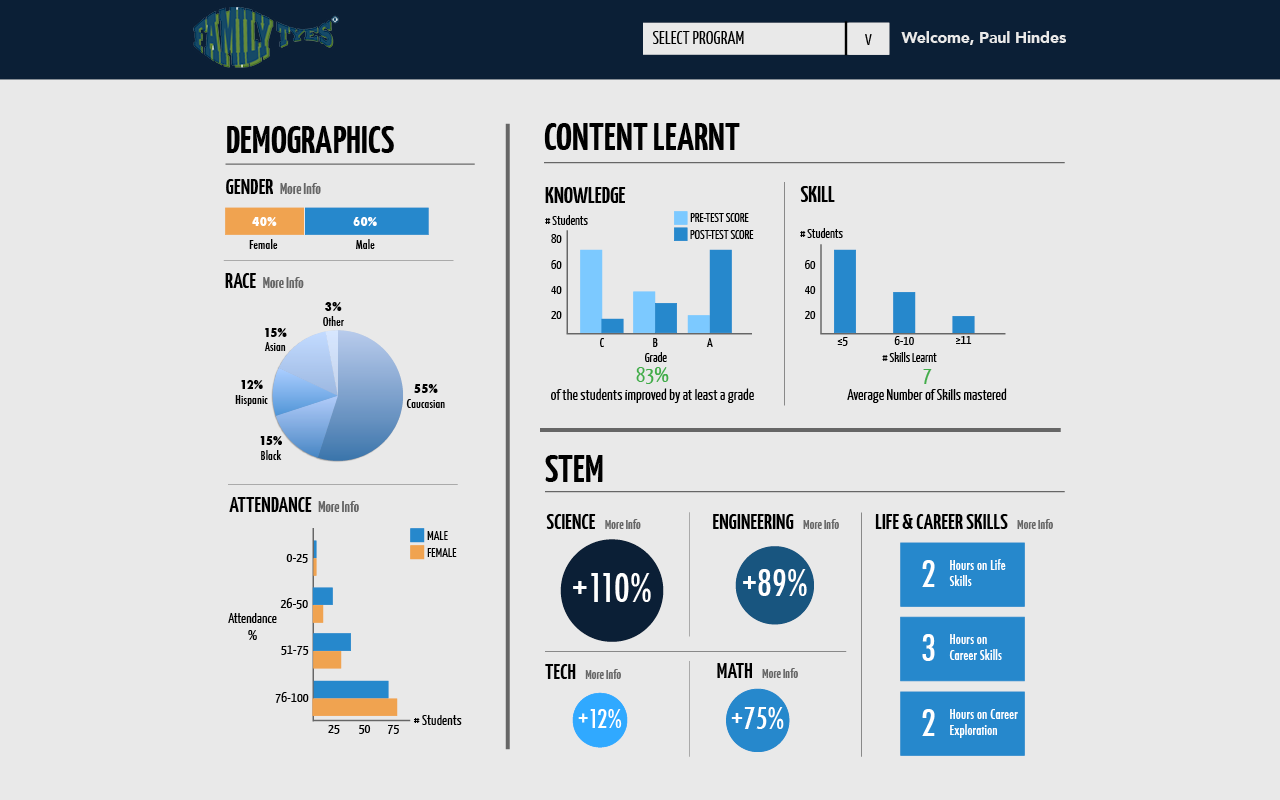 FAMILY TYES
SELECT PROGRAM
V
Welcome, Paul Hindes
DEMOGRAPHICS
GENDER More Info
40% 60%
Female Male
RACE More Info
3%
Other
15%
Asian
12%
Hispanic
55%
Caucasian
15%
Black
ATTENDANCE More Info
MALE
FEMALE
0-25
26-50
Attendance
%
51-75
76-100
# Students
25 50 75
CONTENT LEARNT
KNOWLEDGE
# Students
PRE-TEST SCORE
POST-TEST SCORE
80
60
40
20
C B A
Grade
83%
of the students improved by at least a grade
SKILL
# Students
60
40
20
≤5 6-10 ≥11
# Skills Learnt
7
Average Number of Skills mastered
STEM
SCIENCE More Info
+110%
ENGINEERING More Info
+89%
TECH More Info
+12%
MATH More Info
+75%
LIFE & CAREER SKILLS More Info
2 Hours on Life
Skills
3 Hours on
Career Skills
2 Hours on Career
Exploration